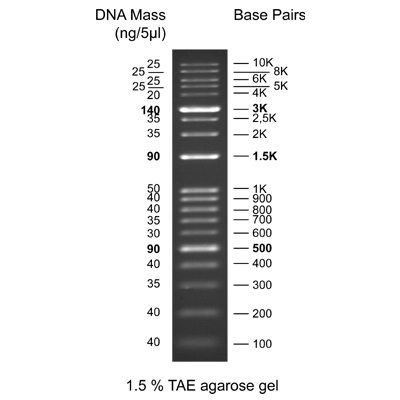 DNA Mass Base Pairs
(ng/5µl)
25 10K
25 8K
25 6K
25 5K
20 4K
140 3K
35 2,5K
35 2K
90 1.5K
50 1K
40 900
40 800
35 700
30 600
90 500
40 400
35 300
40 200
40 100
1.5 % TAE agarose gel